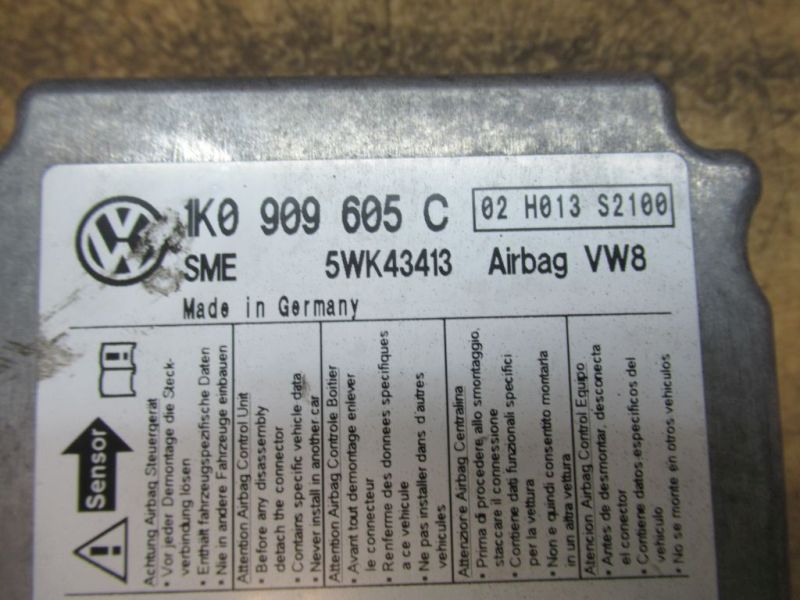 1K0 909 605 C
02 H013 S2100
SME 5WK43413 Airbag VW8
Made in Germany
Sensor
Achtung Airbag Steuergerät
• Vor jeder Demontage die Steck-
verbindung lösen
• Enthält fahrzeugspezifische Daten
• Nie in andere Fahrzeuge einbauen
Attention Airbag Control Unit
• Before any disassembly
detach the connector
• Contains specific vehicle data
• Never install in another car
Attention Airbag Controle Boitier
• Avant tout demontage enlever
le connecteur
• Renferme des donnees specifiques
a ce vehicule
• Ne pas installer dans d'autres
vehicules
Attenzione Airbag Centralina
• Prima di procedere allo smontaggio,
staccare il connessione
• Contiene dati funzionali specifici
per la vettura
• Non e quindi consentito montarla
in un altra vettura
Atencion Airbag Control Equipo
• Antes de desmontar, desconecta
el conector
• Contiene datos especificos del
vehiculo
• No se monte en otros vehiculos